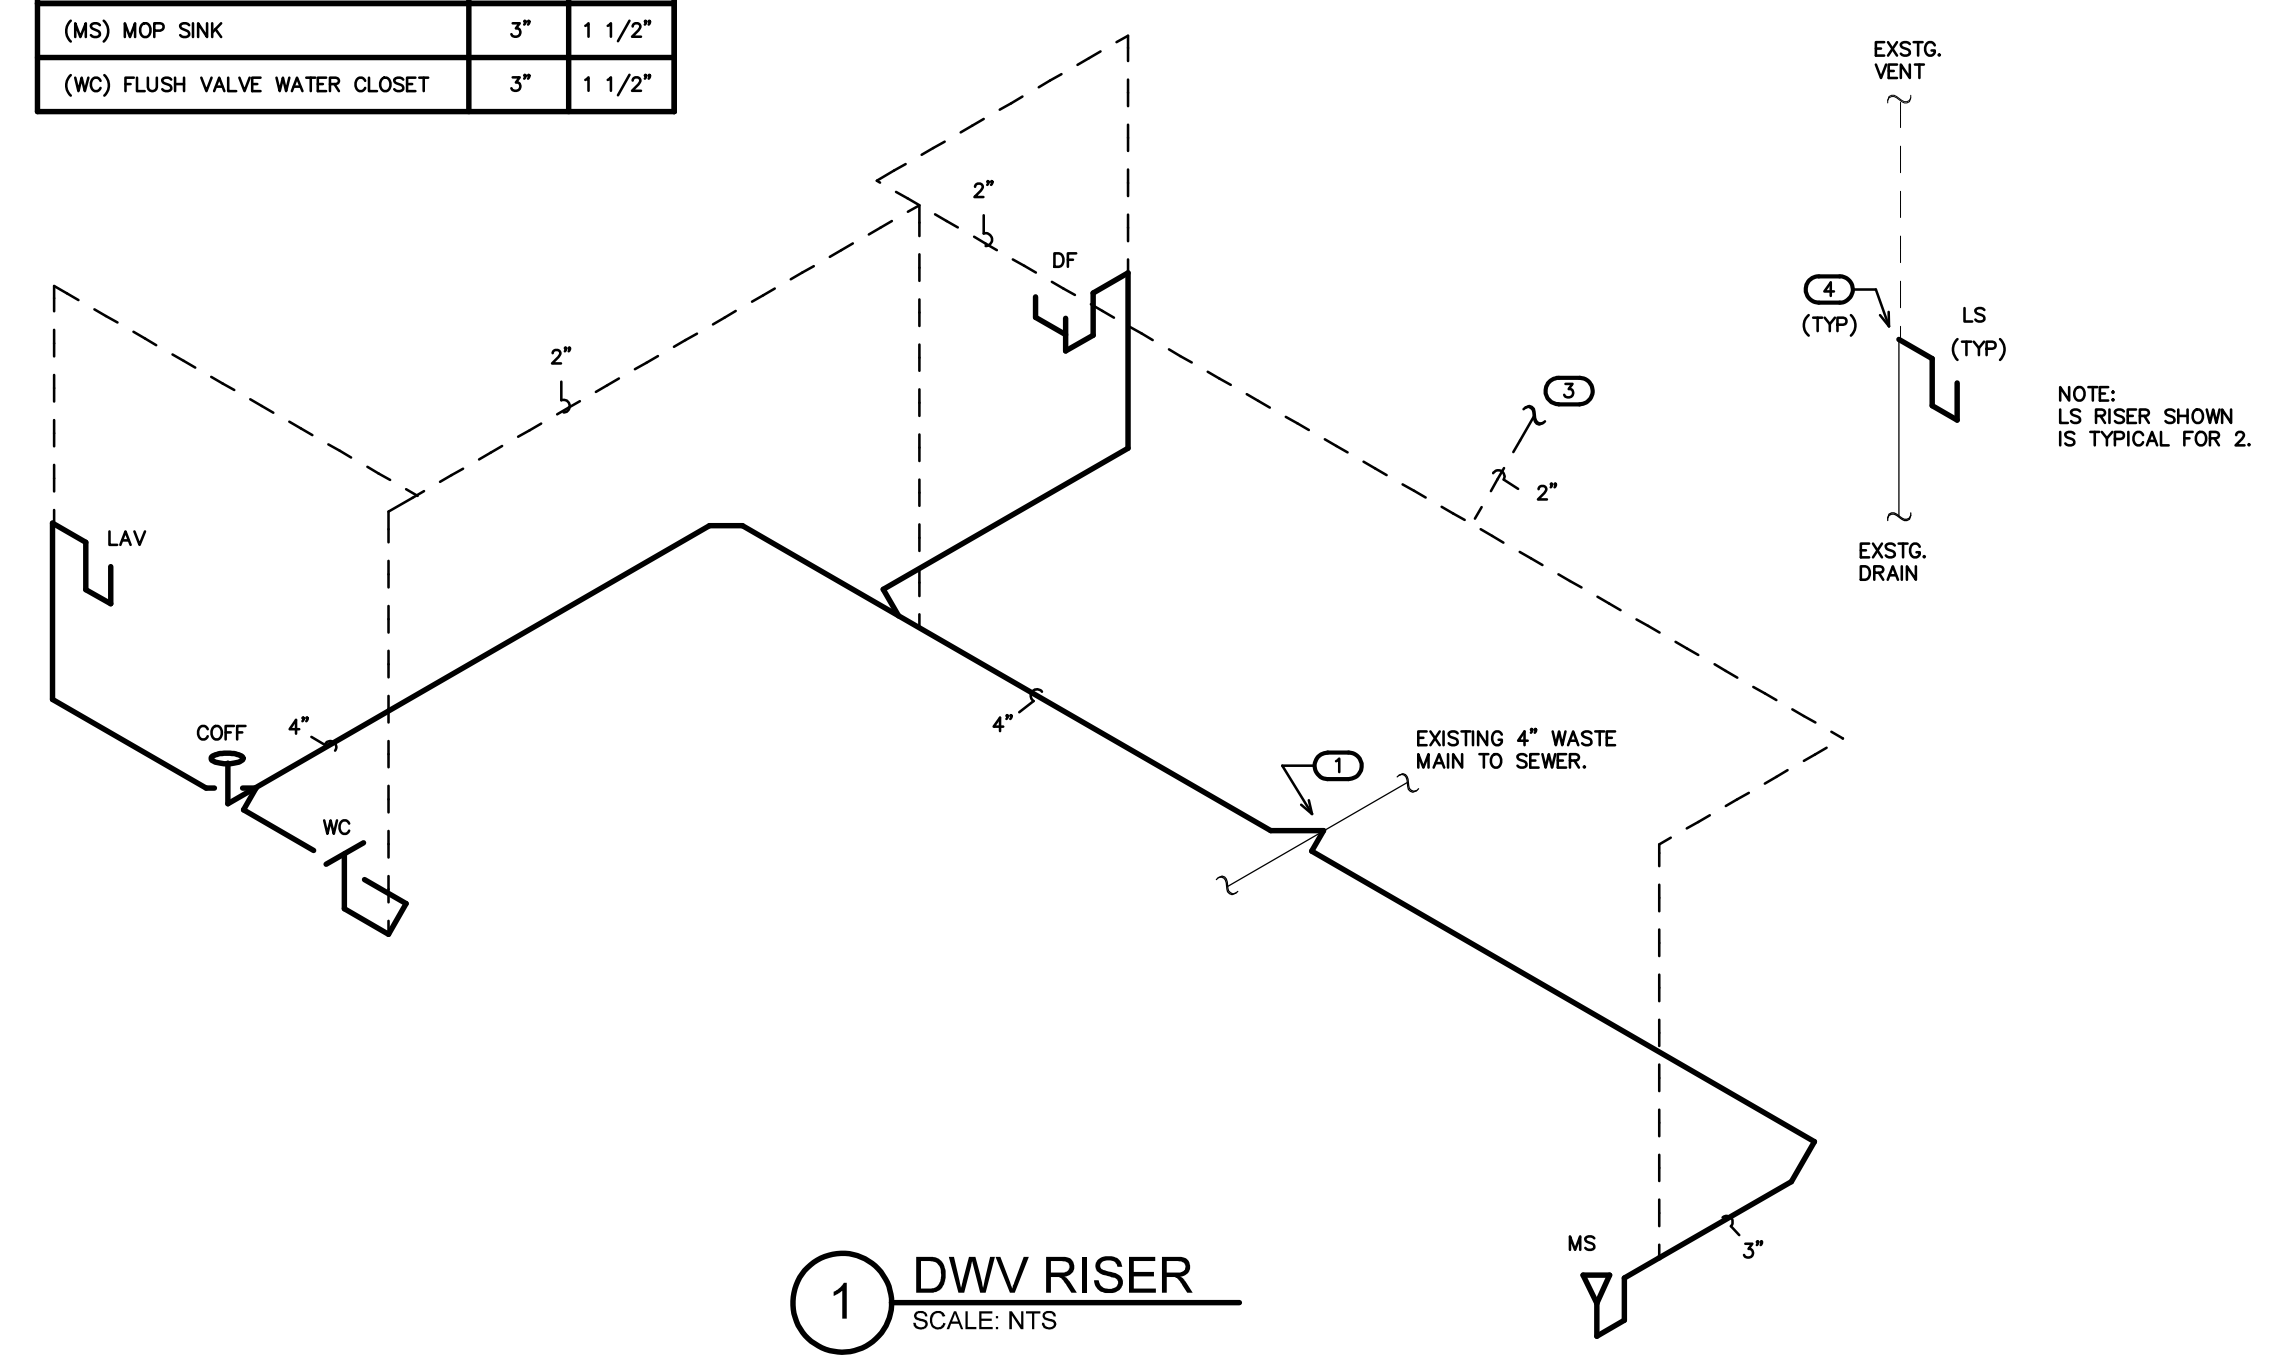 (MS) MOP SINK 3" 1 1/2"
(WC) FLUSH VALVE WATER CLOSET 3" 1 1/2"
EXSTG.
VENT
2"
DF
4
(TYP)
LS
(TYP)
2"
3
NOTE:
LS RISER SHOWN
IS TYPICAL FOR 2.
2"
LAV
EXSTG.
DRAIN
COFF
4"
4"
EXISTING 4" WASTE
MAIN TO SEWER.
1
WC
MS
3"
1
DWV RISER
SCALE: NTS